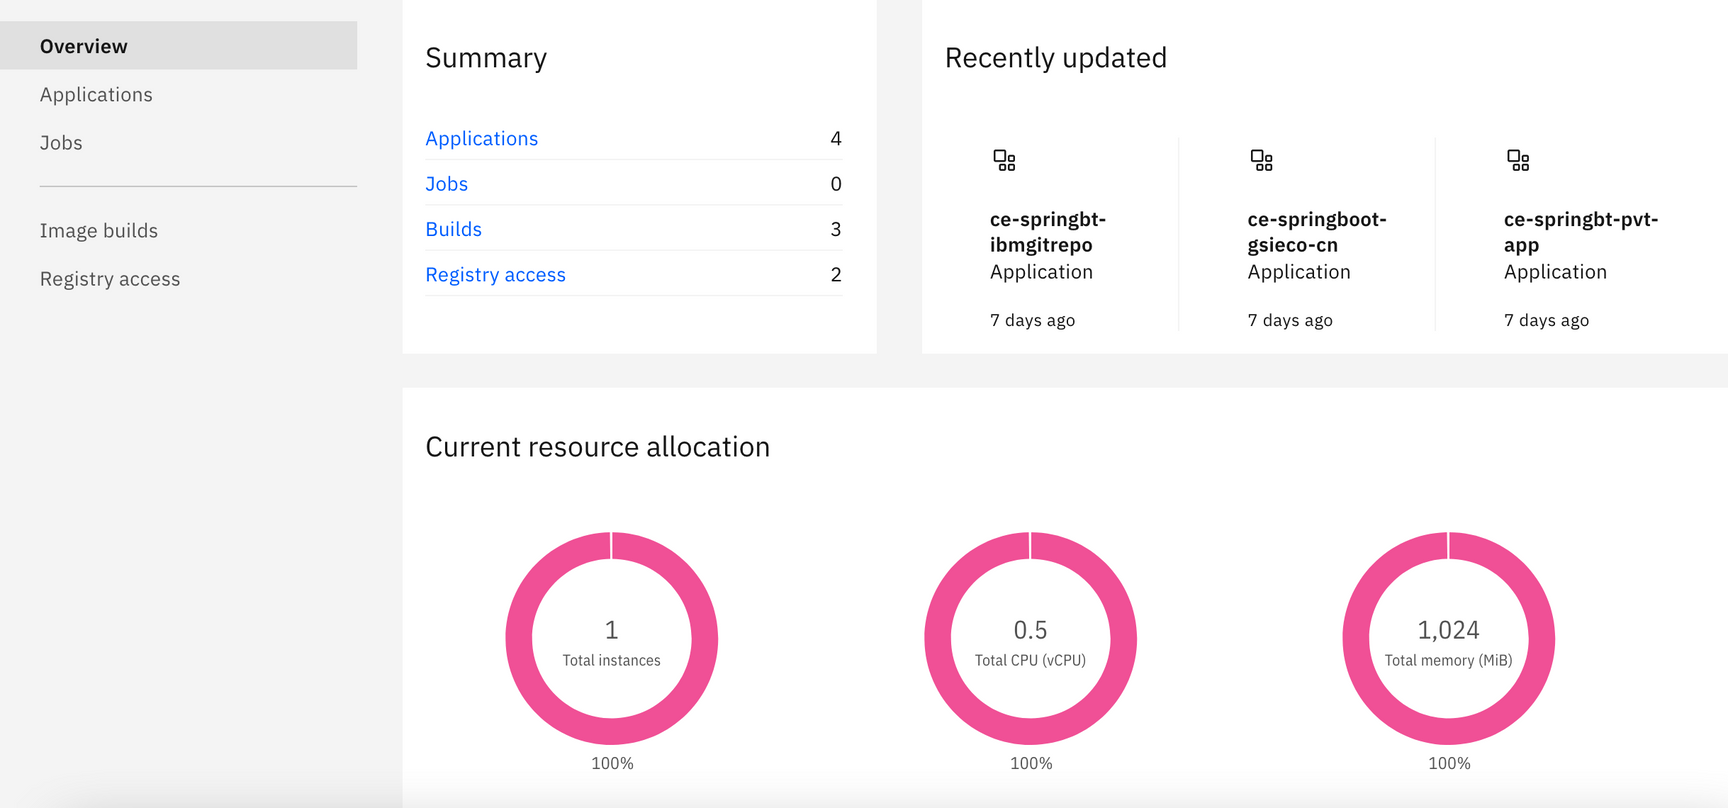 Overview
Applications
Jobs
Image builds
Registry access
Summary
Applications 4
Jobs 0
Builds 3
Registry access 2
Recently updated
ce-springbt-
ibmgitrepo
Application
7 days ago
ce-springboot-
gsieco-cn
Application
7 days ago
ce-springbt-pvt-
app
Application
7 days ago
Current resource allocation
1
Total instances
100%
0.5
Total CPU (vCPU)
100%
1,024
Total memory (MiB)
100%